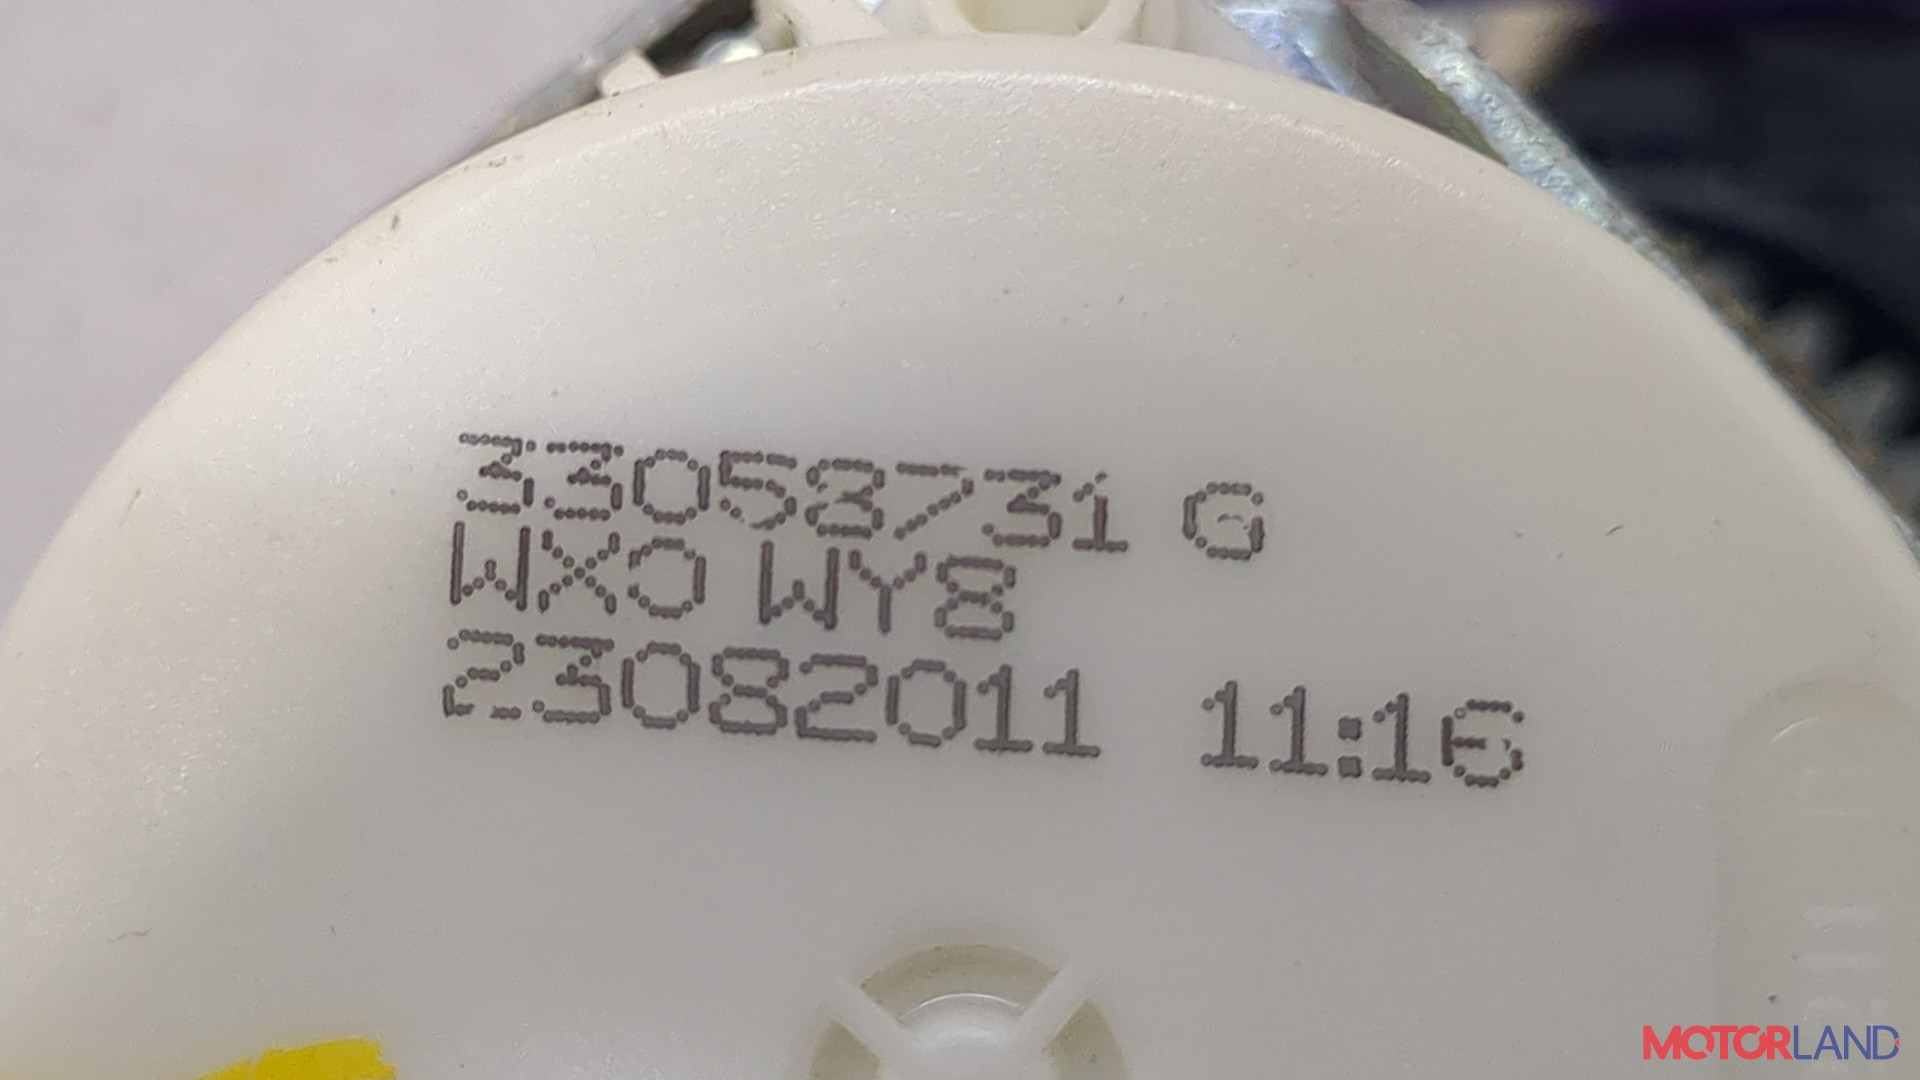 33058731 G
WXO WY8
23082011 11:16
MOTORLAND